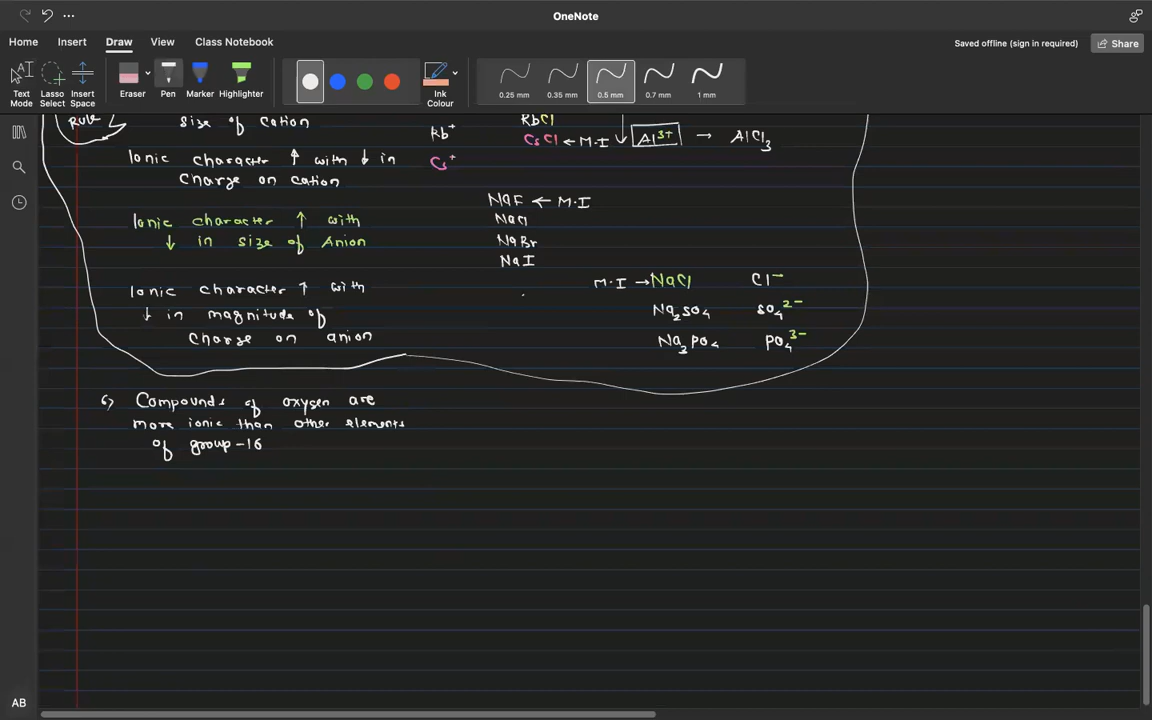 OneNote
Home Insert Draw View Class Notebook
Saved offline (sign in required) Share
Text Mode
Lasso Select
Insert Space
Eraser
Pen
Marker
Highlighter
Ink Colour
0.25 mm 0.35 mm 0.5 mm 0.7 mm 1 mm
Rule
size of cation
Rb+
RbCl
CsCl ← M.I
Al3+ → AlCl3
Ionic character ↑ with ↓ in
Cs+
charge on cation
NaF ← M.I
Ionic character ↑ with
NaCl
↓ in size of Anion
NaBr
NaI
Ionic character ↑ with
M.I → NaCl Cl−
↓ in magnitude of
Na2SO4 SO4 2−
charge on anion
Na3PO4 PO4 3−
6) Compounds of oxygen are
more ionic than other elements
of group-16
AB